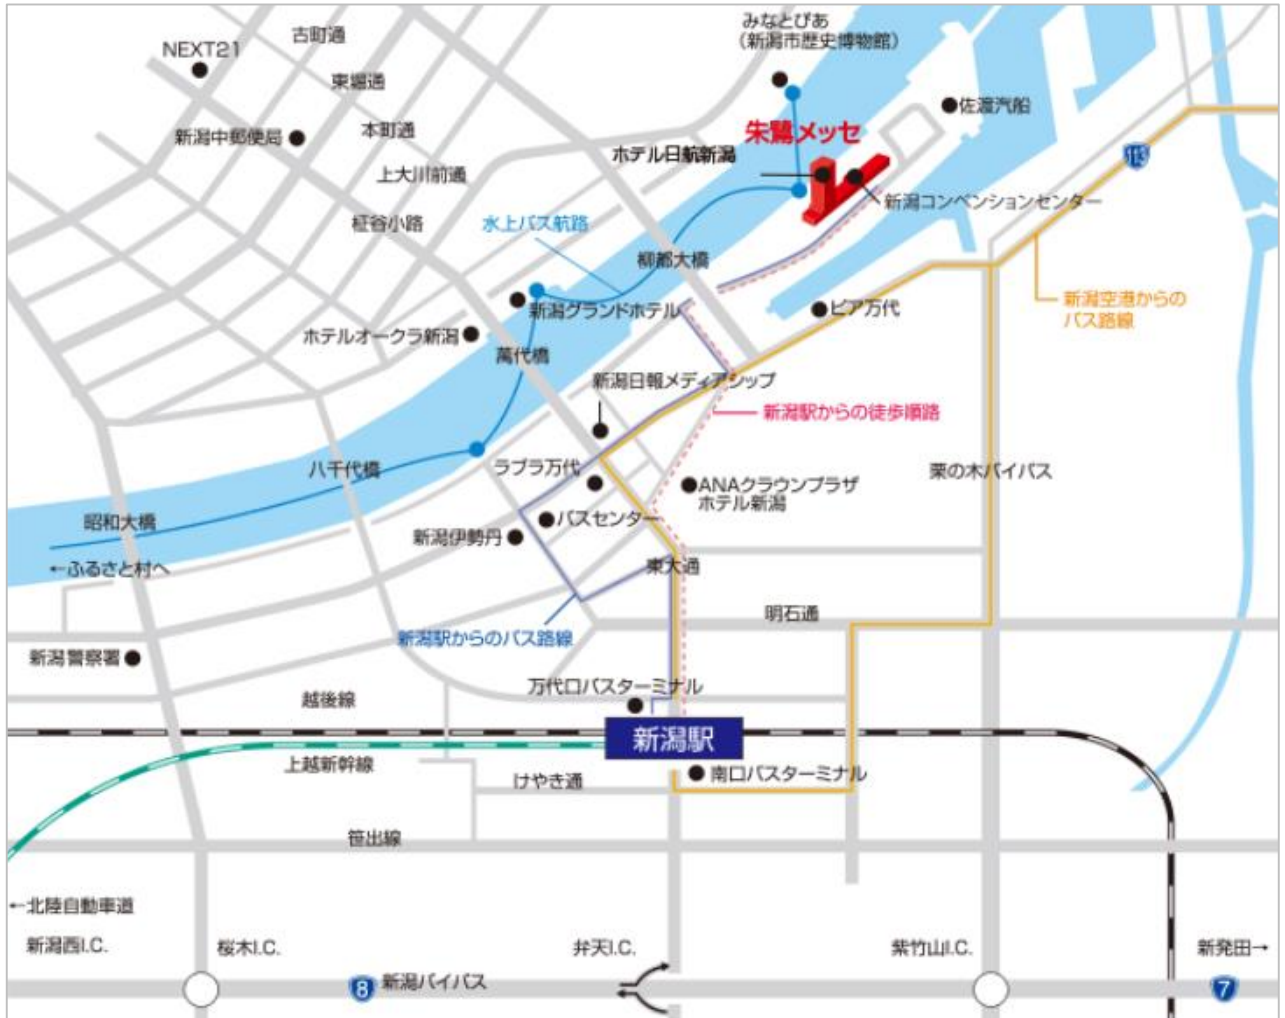 みなとぴあ
(新潟市歴史博物館)
古町通
NEXT21
東堀通
佐渡汽船
本町通
朱鷺メッセ
新潟中郵便局
ホテル日航新潟
113
上大川前通
新潟コンベンションセンター
柾谷小路
水上バス航路
柳都大橋
新潟空港からの
バス路線
新潟グランドホテル
ピア万代
ホテルオークラ新潟
萬代橋
新潟日報メディアシップ
新潟駅からの徒歩順路
八千代橋
ラブラ万代
栗の木バイパス
ANAクラウンプラザ
ホテル新潟
昭和大橋
バスセンター
新潟伊勢丹
←ふるさと村へ
東大通
明石通
新潟駅からのバス路線
新潟警察署
万代口バスターミナル
越後線
新潟駅
上越新幹線
南口バスターミナル
けやき通
笹出線
←北陸自動車道
新潟西I.C.
桜木I.C.
弁天I.C.
紫竹山I.C.
新発田→
8
新潟バイパス
7